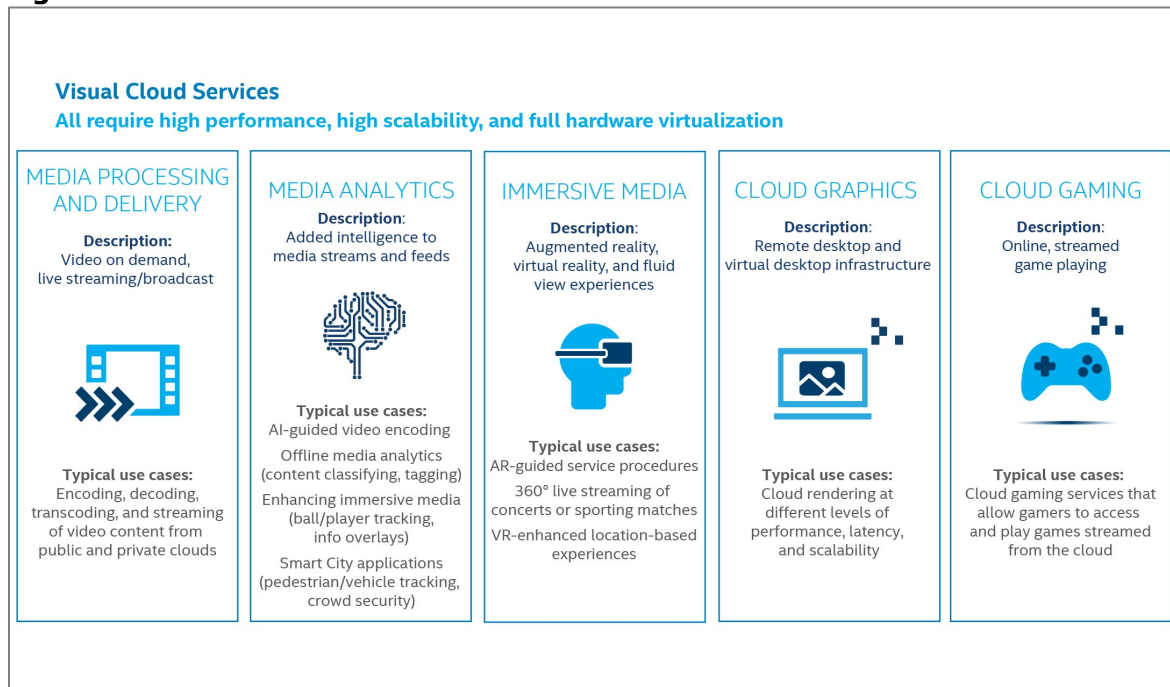 Visual Cloud Services
All require high performance, high scalability, and full hardware virtualization
MEDIA PROCESSING
AND DELIVERY
Description:
Video on demand,
live streaming/broadcast
Typical use cases:
Encoding, decoding,
transcoding, and streaming
of video content from
public and private clouds
MEDIA ANALYTICS
Description:
Added intelligence to
media streams and feeds
Typical use cases:
AI-guided video encoding
Offline media analytics
(content classifying, tagging)
Enhancing immersive media
(ball/player tracking,
info overlays)
Smart City applications
(pedestrian/vehicle tracking,
crowd security)
IMMERSIVE MEDIA
Description:
Augmented reality,
virtual reality, and fluid
view experiences
Typical use cases:
AR-guided service procedures
360° live streaming of
concerts or sporting matches
VR-enhanced location-based
experiences
CLOUD GRAPHICS
Description:
Remote desktop and
virtual desktop infrastructure
Typical use cases:
Cloud rendering at
different levels of
performance, latency,
and scalability
CLOUD GAMING
Description:
Online, streamed
game playing
Typical use cases:
Cloud gaming services that
allow gamers to access
and play games streamed
from the cloud